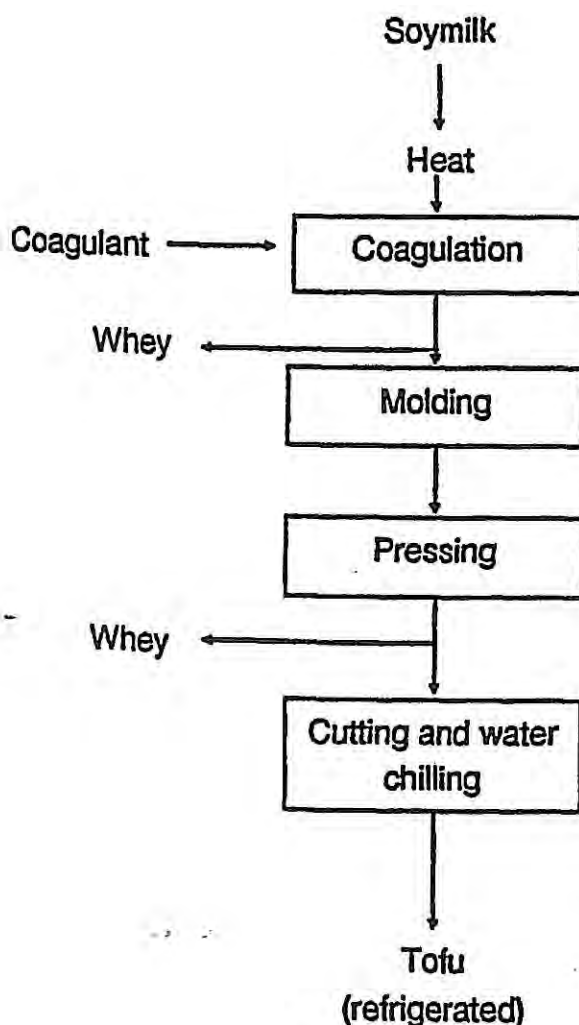 Soymilk
Heat
Coagulant
Coagulation
Whey
Molding
Pressing
Whey
Cutting and water
chilling
Tofu
(refrigerated)